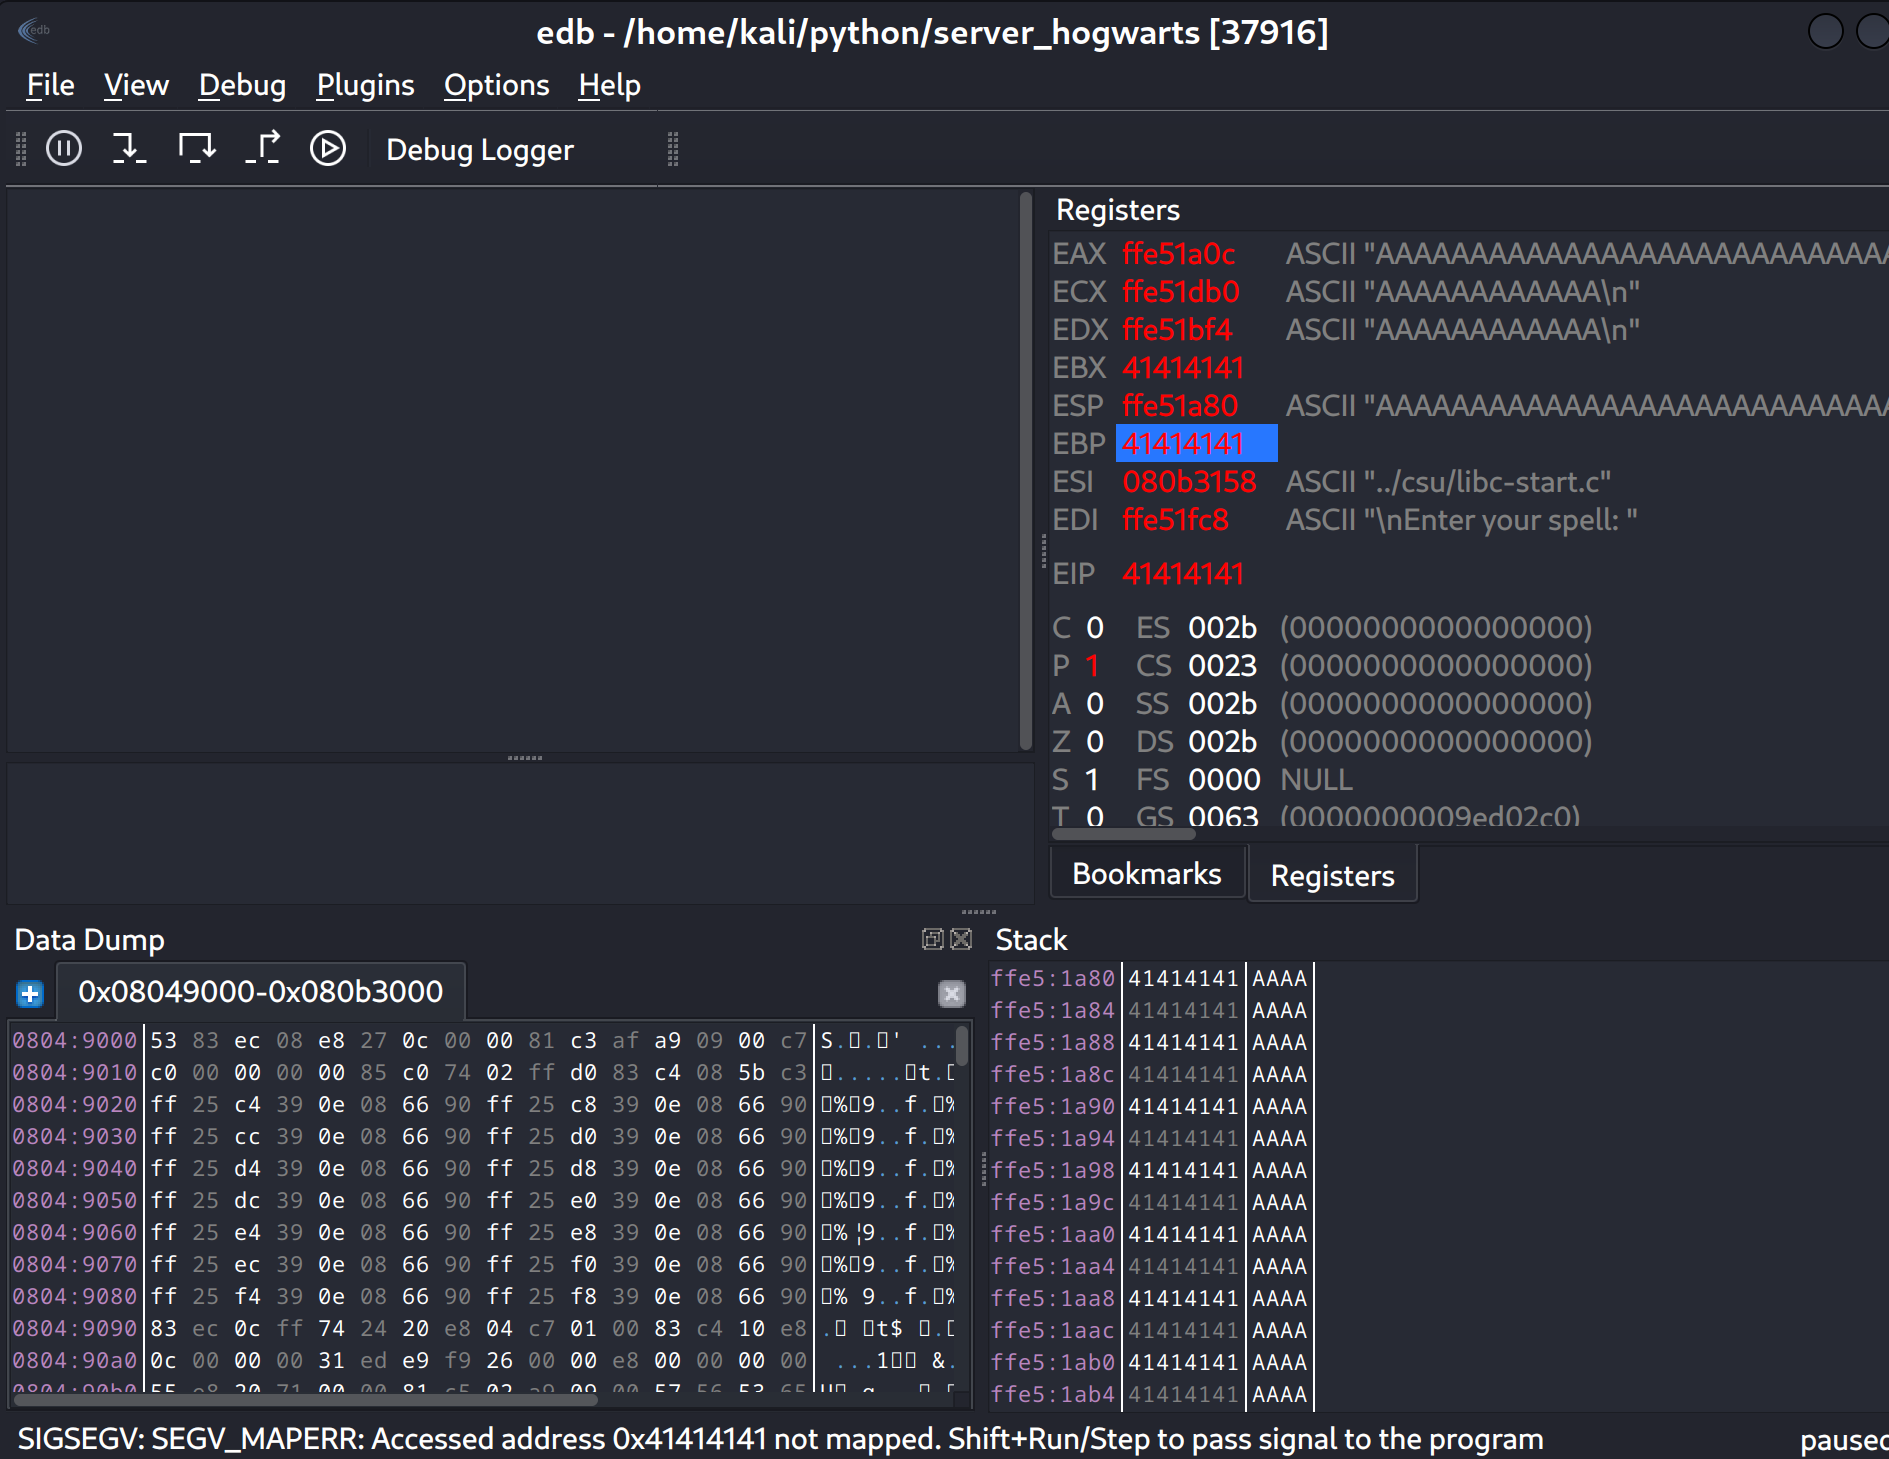 edb
edb - /home/kali/python/server_hogwarts [37916]
File View Debug Plugins Options Help
Debug Logger
Registers
EAX ffe51a0c ASCII "AAAAAAAAAAAAAAAAAAAAAAAAAAAA
ECX ffe51db0 ASCII "AAAAAAAAAAAA\n"
EDX ffe51bf4 ASCII "AAAAAAAAAAAA\n"
EBX 41414141
ESP ffe51a80 ASCII "AAAAAAAAAAAAAAAAAAAAAAAAAAAA
EBP 41414141
ESI 080b3158 ASCII "../csu/libc-start.c"
EDI ffe51fc8 ASCII "\nEnter your spell: "
EIP 41414141
C 0 ES 002b (0000000000000000)
P 1 CS 0023 (0000000000000000)
A 0 SS 002b (0000000000000000)
Z 0 DS 002b (0000000000000000)
S 1 FS 0000 NULL
T 0 GS 0063 (0000000009ed02c0)
Bookmarks Registers
Data Dump
0x08049000-0x080b3000
0804:9000 53 83 ec 08 e8 27 0c 00 00 81 c3 af a9 09 00 c7
0804:9010 c0 00 00 00 00 85 c0 74 02 ff d0 83 c4 08 5b c3
0804:9020 ff 25 c4 39 0e 08 66 90 ff 25 c8 39 0e 08 66 90
0804:9030 ff 25 cc 39 0e 08 66 90 ff 25 d0 39 0e 08 66 90
0804:9040 ff 25 d4 39 0e 08 66 90 ff 25 d8 39 0e 08 66 90
0804:9050 ff 25 dc 39 0e 08 66 90 ff 25 e0 39 0e 08 66 90
0804:9060 ff 25 e4 39 0e 08 66 90 ff 25 e8 39 0e 08 66 90
0804:9070 ff 25 ec 39 0e 08 66 90 ff 25 f0 39 0e 08 66 90
0804:9080 ff 25 f4 39 0e 08 66 90 ff 25 f8 39 0e 08 66 90
0804:9090 83 ec 0c ff 74 24 20 e8 04 c7 01 00 83 c4 10 e8
0804:90a0 0c 00 00 00 31 ed e9 f9 26 00 00 e8 00 00 00 00
Stack
ffe5:1a80 41414141 AAAA
ffe5:1a84 41414141 AAAA
ffe5:1a88 41414141 AAAA
ffe5:1a8c 41414141 AAAA
ffe5:1a90 41414141 AAAA
ffe5:1a94 41414141 AAAA
ffe5:1a98 41414141 AAAA
ffe5:1a9c 41414141 AAAA
ffe5:1aa0 41414141 AAAA
ffe5:1aa4 41414141 AAAA
ffe5:1aa8 41414141 AAAA
ffe5:1aac 41414141 AAAA
ffe5:1ab0 41414141 AAAA
ffe5:1ab4 41414141 AAAA
SIGSEGV: SEGV_MAPERR: Accessed address 0x41414141 not mapped. Shift+Run/Step to pass signal to the program
paused